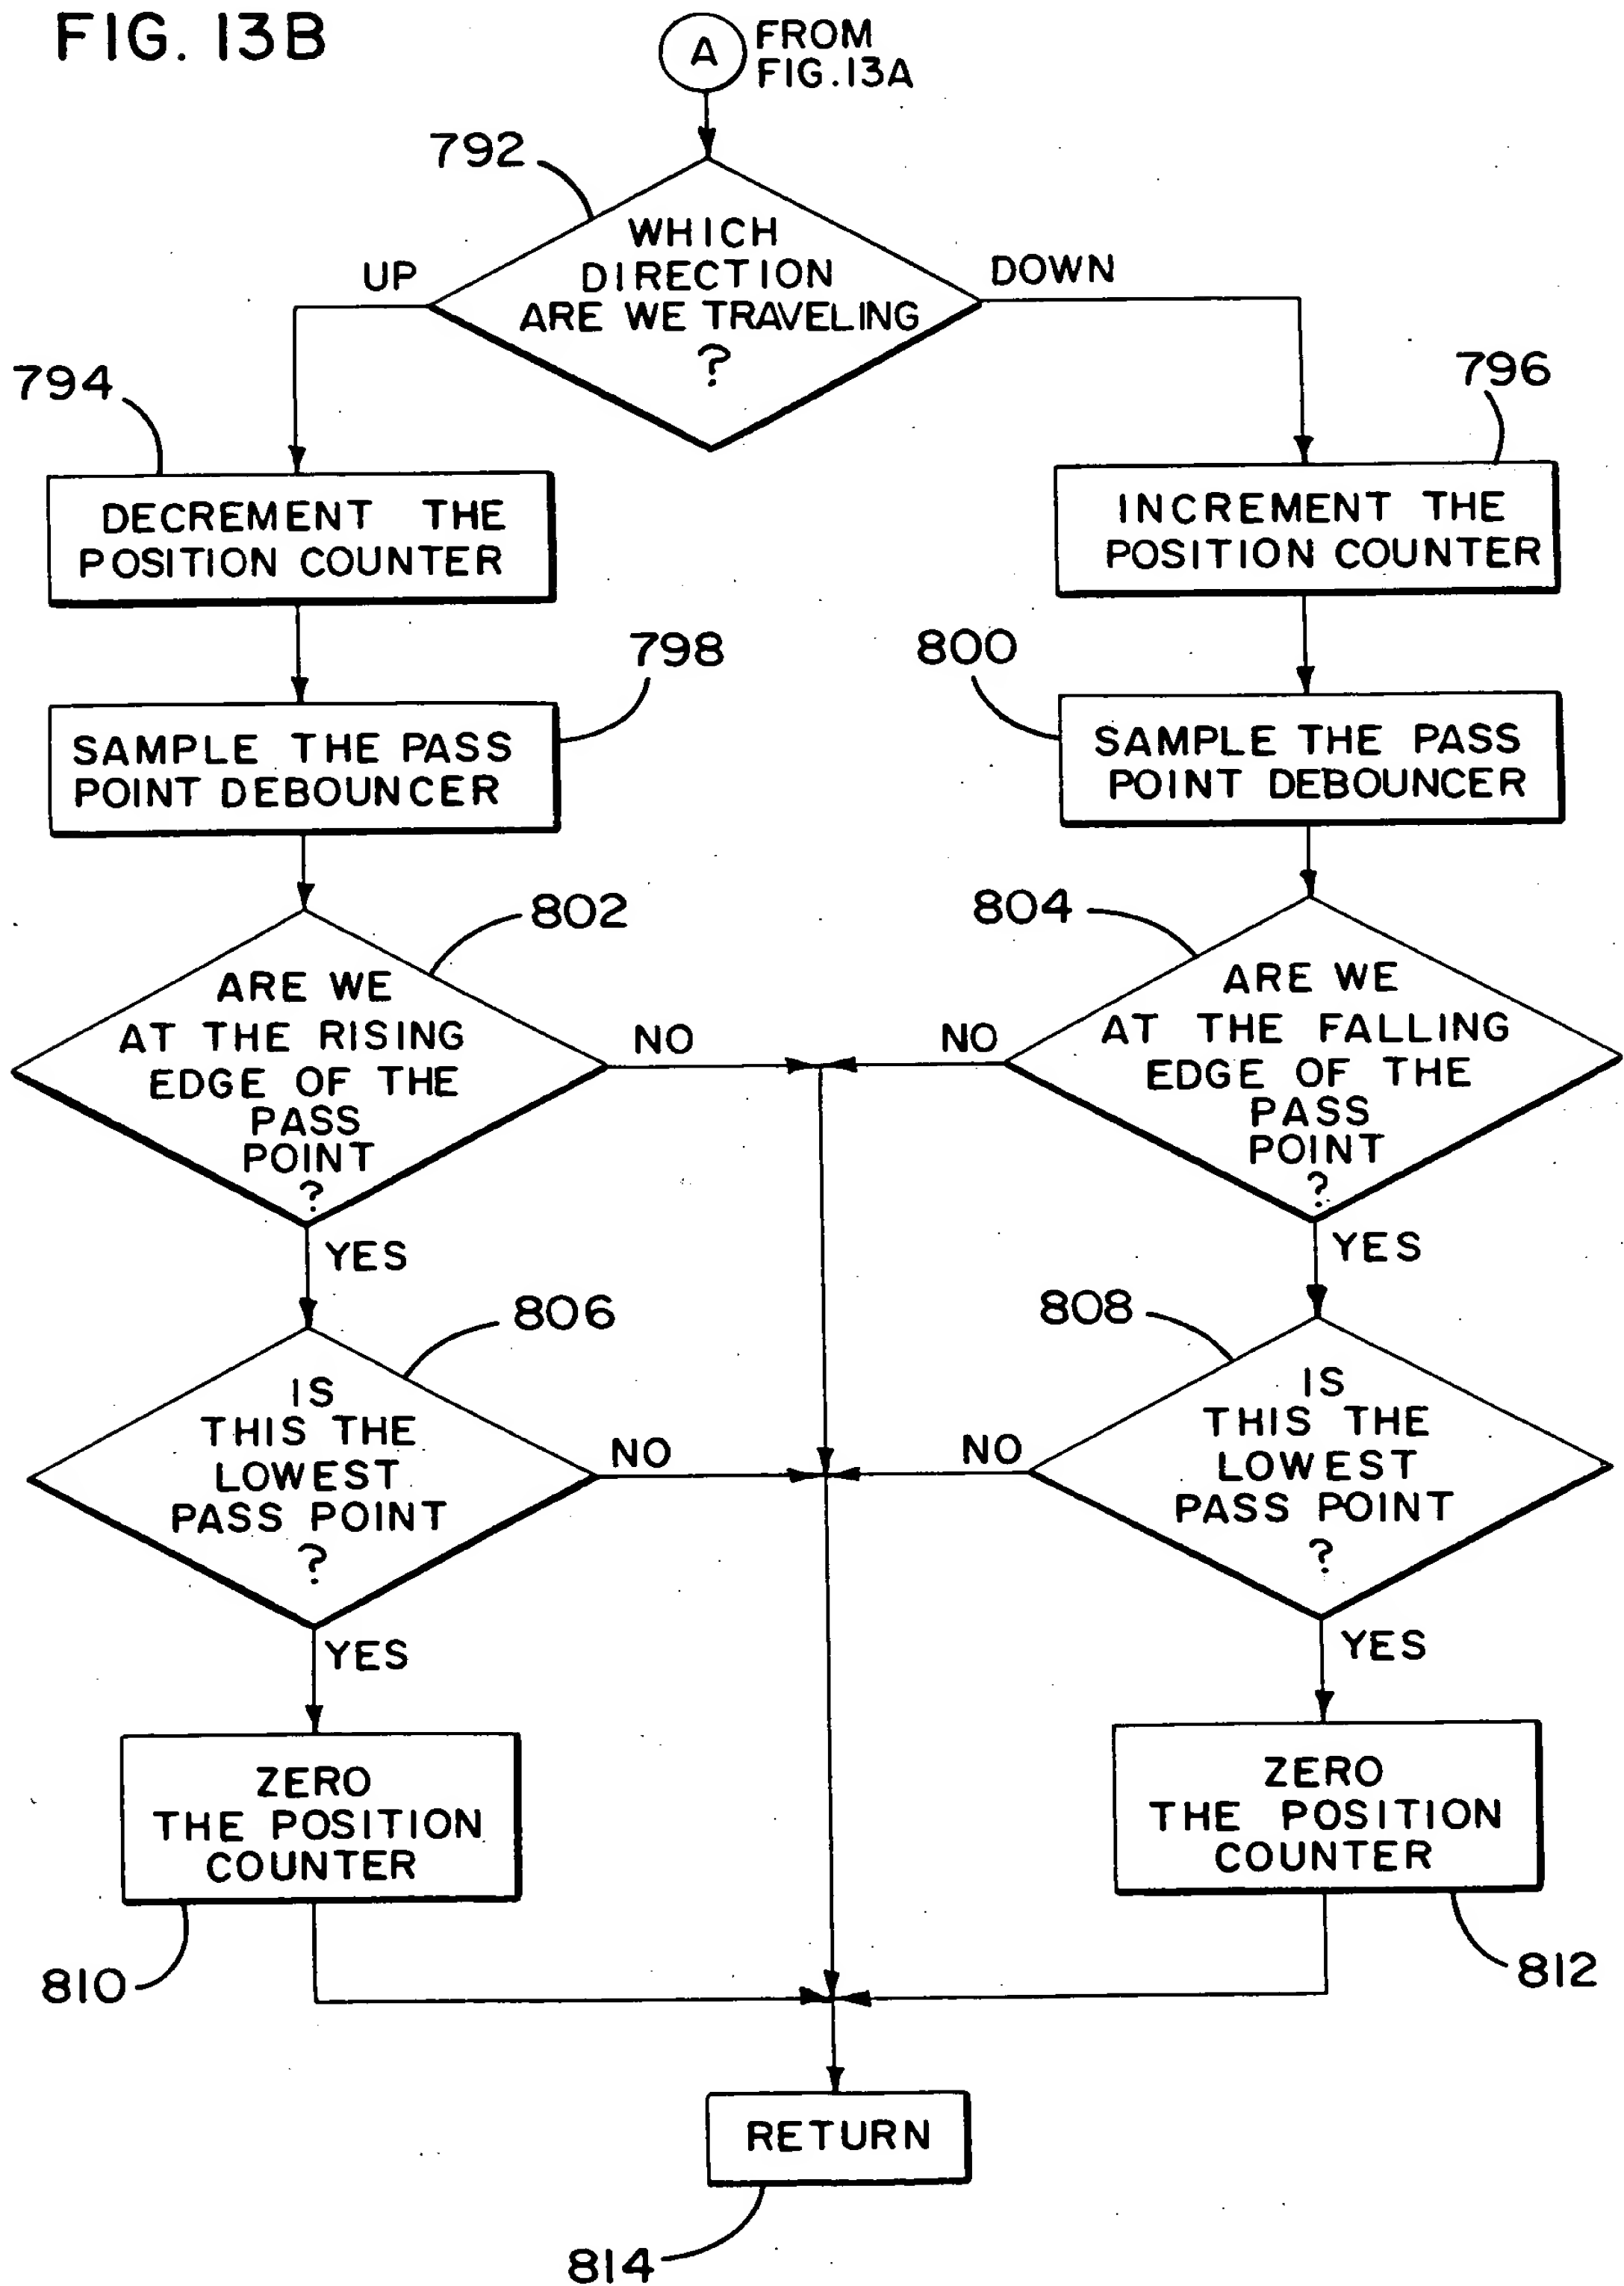 FIG. 13B
A
FROM
FIG.13A
792
WHICH
DIRECTION
ARE WE TRAVELING
?
UP
DOWN
794
796
DECREMENT THE
POSITION COUNTER
INCREMENT THE
POSITION COUNTER
798
800
SAMPLE THE PASS
POINT DEBOUNCER
SAMPLE THE PASS
POINT DEBOUNCER
802
804
ARE WE
AT THE RISING
EDGE OF THE
PASS
POINT
?
NO
NO
ARE WE
AT THE FALLING
EDGE OF THE
PASS
POINT
?
YES
YES
806
808
IS
THIS THE
LOWEST
PASS POINT
?
NO
NO
IS
THIS THE
LOWEST
PASS POINT
?
YES
YES
ZERO
THE POSITION
COUNTER
ZERO
THE POSITION
COUNTER
810
812
RETURN
814